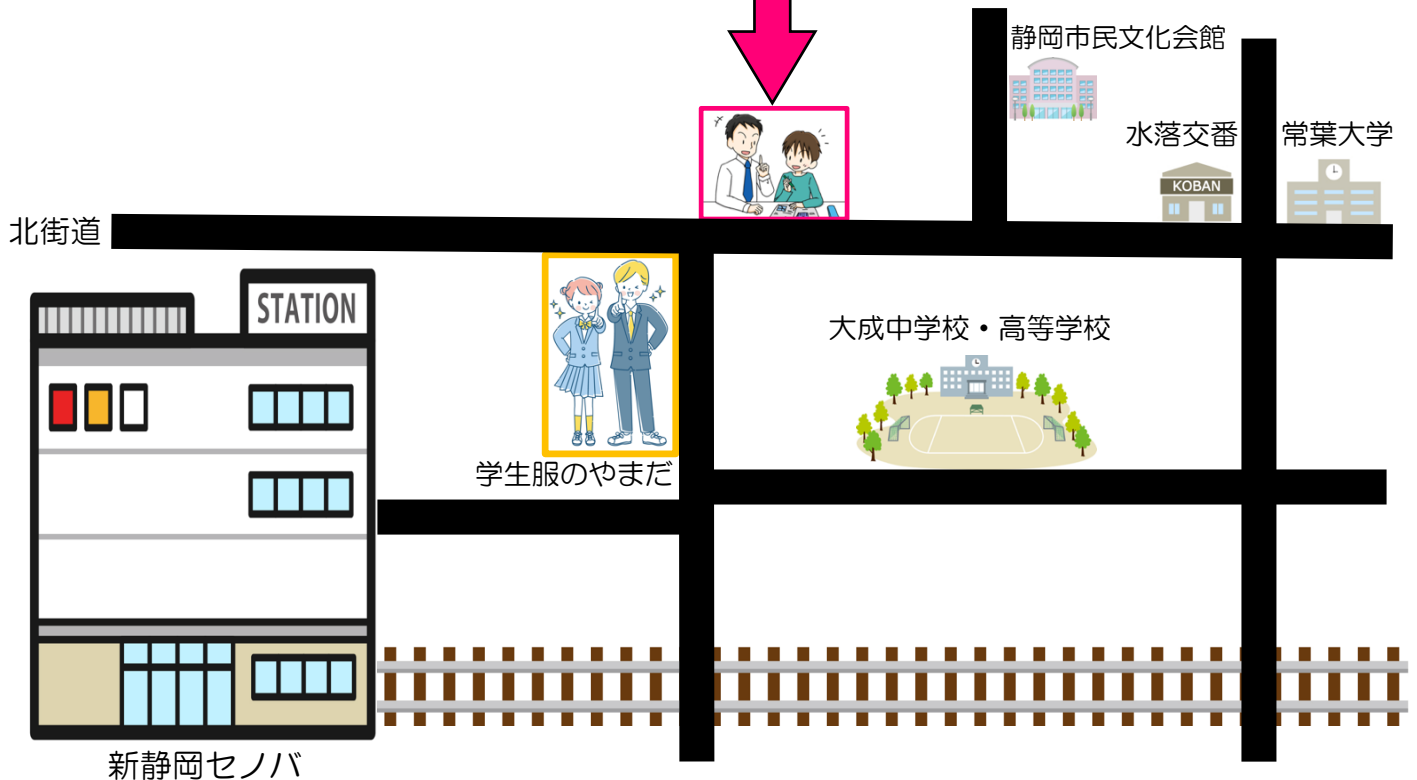 静岡市民文化会館
水落交番
常葉大学
KOBAN
北街道
STATION
大成中学校・高等学校
学生服のやまだ
新静岡セノバ